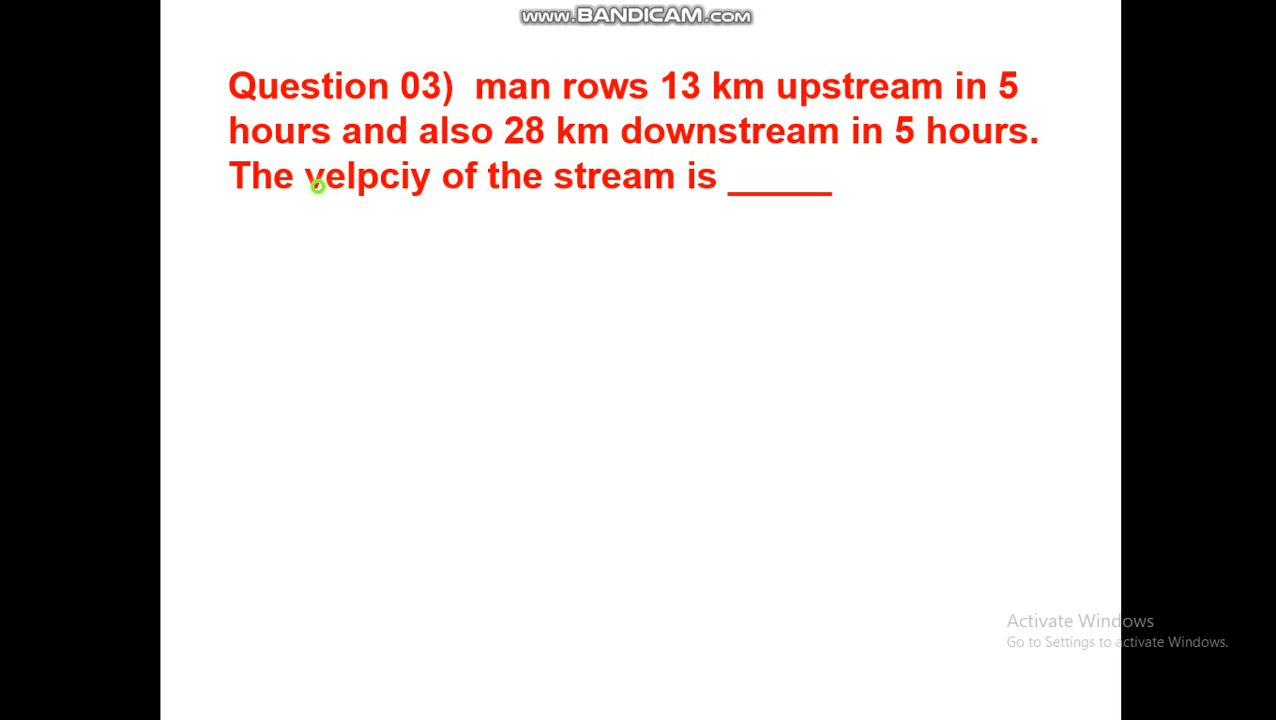 www.BANDICAM.com
Question 03)  man rows 13 km upstream in 5
hours and also 28 km downstream in 5 hours.
The velpciy of the stream is _____
Activate Windows
Go to Settings to activate Windows.